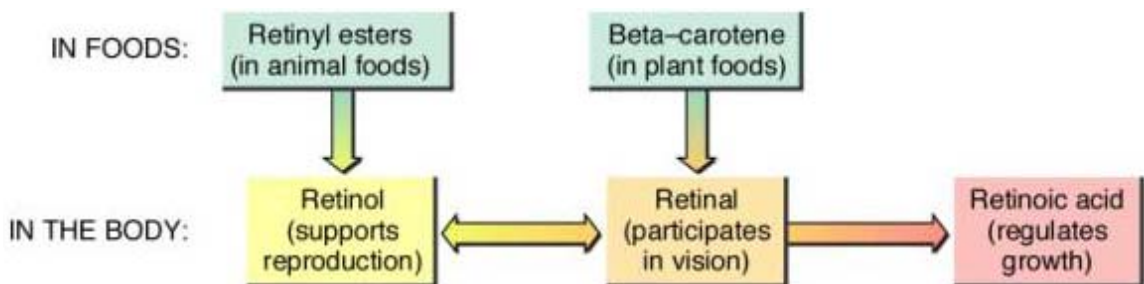 IN FOODS:
Retinyl esters
(in animal foods)
Beta–carotene
(in plant foods)
IN THE BODY:
Retinol
(supports
reproduction)
Retinal
(participates
in vision)
Retinoic acid
(regulates
growth)